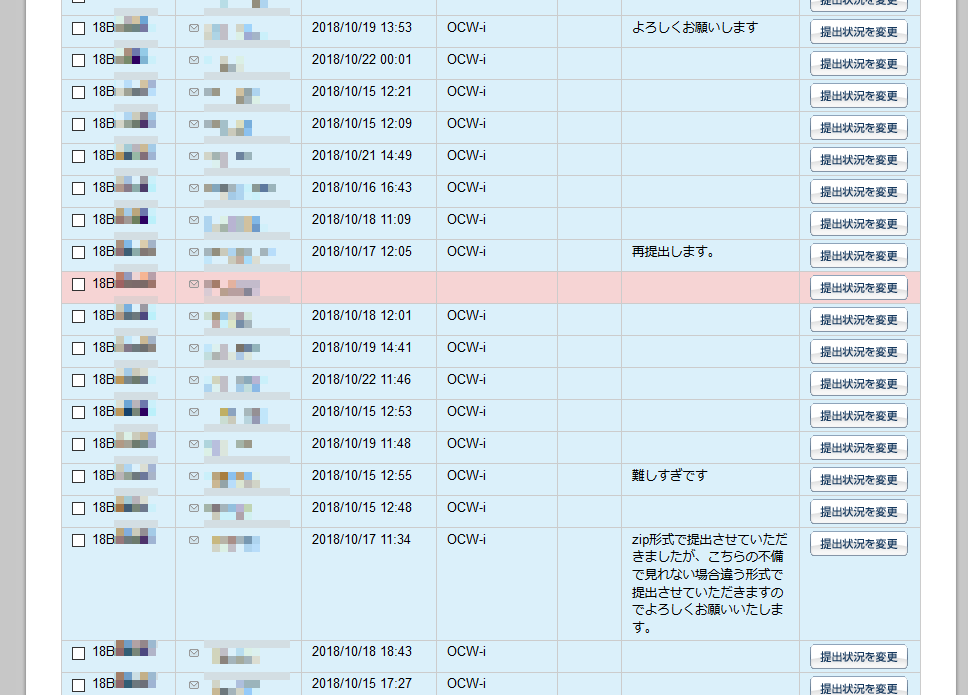 提出状況を変更
18B 2018/10/19 13:53 OCW-i よろしくお願いします 提出状況を変更
18B 2018/10/22 00:01 OCW-i 提出状況を変更
18B 2018/10/15 12:21 OCW-i 提出状況を変更
18B 2018/10/15 12:09 OCW-i 提出状況を変更
18B 2018/10/21 14:49 OCW-i 提出状況を変更
18B 2018/10/16 16:43 OCW-i 提出状況を変更
18B 2018/10/18 11:09 OCW-i 提出状況を変更
18B 2018/10/17 12:05 OCW-i 再提出します。 提出状況を変更
18B 提出状況を変更
18B 2018/10/18 12:01 OCW-i 提出状況を変更
18B 2018/10/19 14:41 OCW-i 提出状況を変更
18B 2018/10/22 11:46 OCW-i 提出状況を変更
18B 2018/10/15 12:53 OCW-i 提出状況を変更
18B 2018/10/19 11:48 OCW-i 提出状況を変更
18B 2018/10/15 12:55 OCW-i 難しすぎです 提出状況を変更
18B 2018/10/15 12:48 OCW-i 提出状況を変更
18B 2018/10/17 11:34 OCW-i zip形式で提出させていただ 提出状況を変更
きましたが、こちらの不備
で見れない場合違う形式で
提出させていただきますの
でよろしくお願いいたしま
す。
18B 2018/10/18 18:43 OCW-i 提出状況を変更
18B 2018/10/15 17:27 OCW-i 提出状況を変更